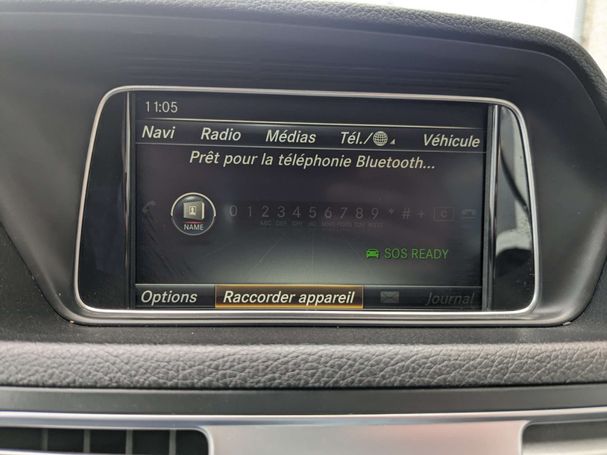 11:05
Navi Radio Médias Tél./ Véhicule
Prêt pour la téléphonie Bluetooth...
NAME 0 1 2 3 4 5 6 7 8 9 * # + C
SOS READY
Options Raccorder appareil Journal